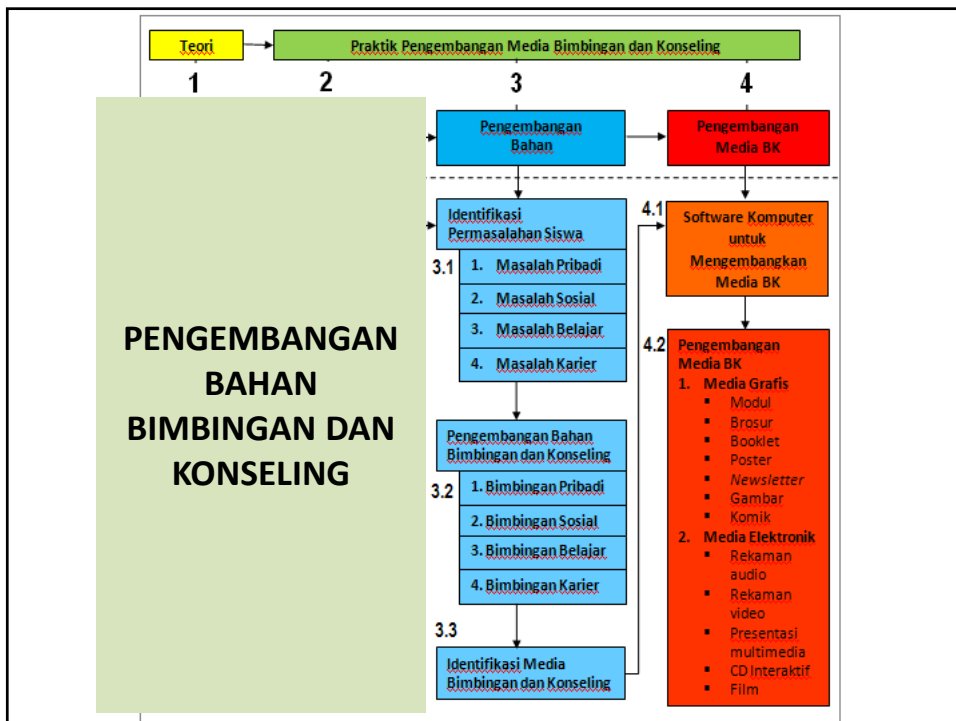 Teori
Praktik Pengembangan Media Bimbingan dan Konseling
1
2
3
4
PENGEMBANGAN
BAHAN
BIMBINGAN DAN
KONSELING
Pengembangan
Bahan
Identifikasi
Permasalahan Siswa
3.1
1. Masalah Pribadi
2. Masalah Sosial
3. Masalah Belajar
4. Masalah Karier
Pengembangan Bahan
Bimbingan dan Konseling
3.2
1. Bimbingan Pribadi
2. Bimbingan Sosial
3. Bimbingan Belajar
4. Bimbingan Karier
3.3
Identifikasi Media
Bimbingan dan Konseling
Pengembangan
Media BK
4.1
Software Komputer
untuk
Mengembangkan
Media BK
4.2
Pengembangan
Media BK
1. Media Grafis
▪ Modul
▪ Brosur
▪ Booklet
▪ Poster
▪ Newsletter
▪ Gambar
▪ Komik
2. Media Elektronik
▪ Rekaman
audio
▪ Rekaman
video
▪ Presentasi
multimedia
▪ CD Interaktif
▪ Film